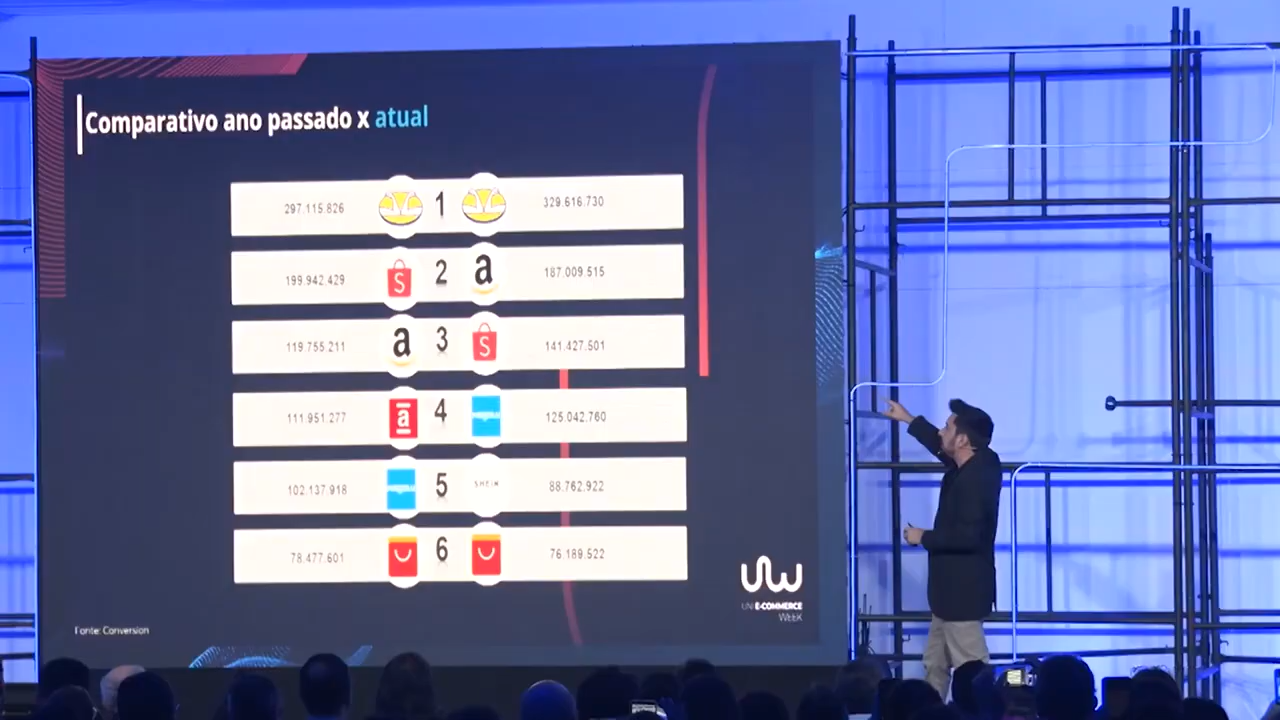 Comparativo ano passado x atual
297.115.826 1 329.616.730
199.942.429 S 2 a 187.009.515
119.755.211 a 3 S 141.427.501
111.951.277 a 4 125.042.760
102.137.918 5 SHEIN 88.762.922
78.477.601 6 76.189.522
UNI E-COMMERCE
WEEK
Fonte: Conversion